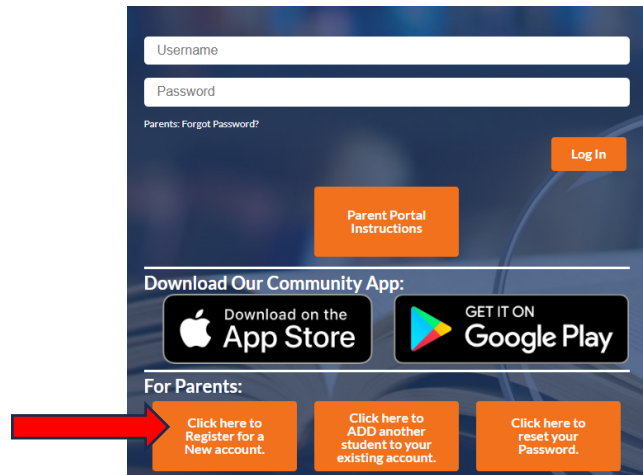 Username
Password
Parents: Forgot Password?
Log In
Parent Portal
Instructions
Download Our Community App:
Download on the
App Store
GET IT ON
Google Play
For Parents:
Click here to
Register for a
New account.
Click here to
ADD another
student to your
existing account.
Click here to
reset your
Password.